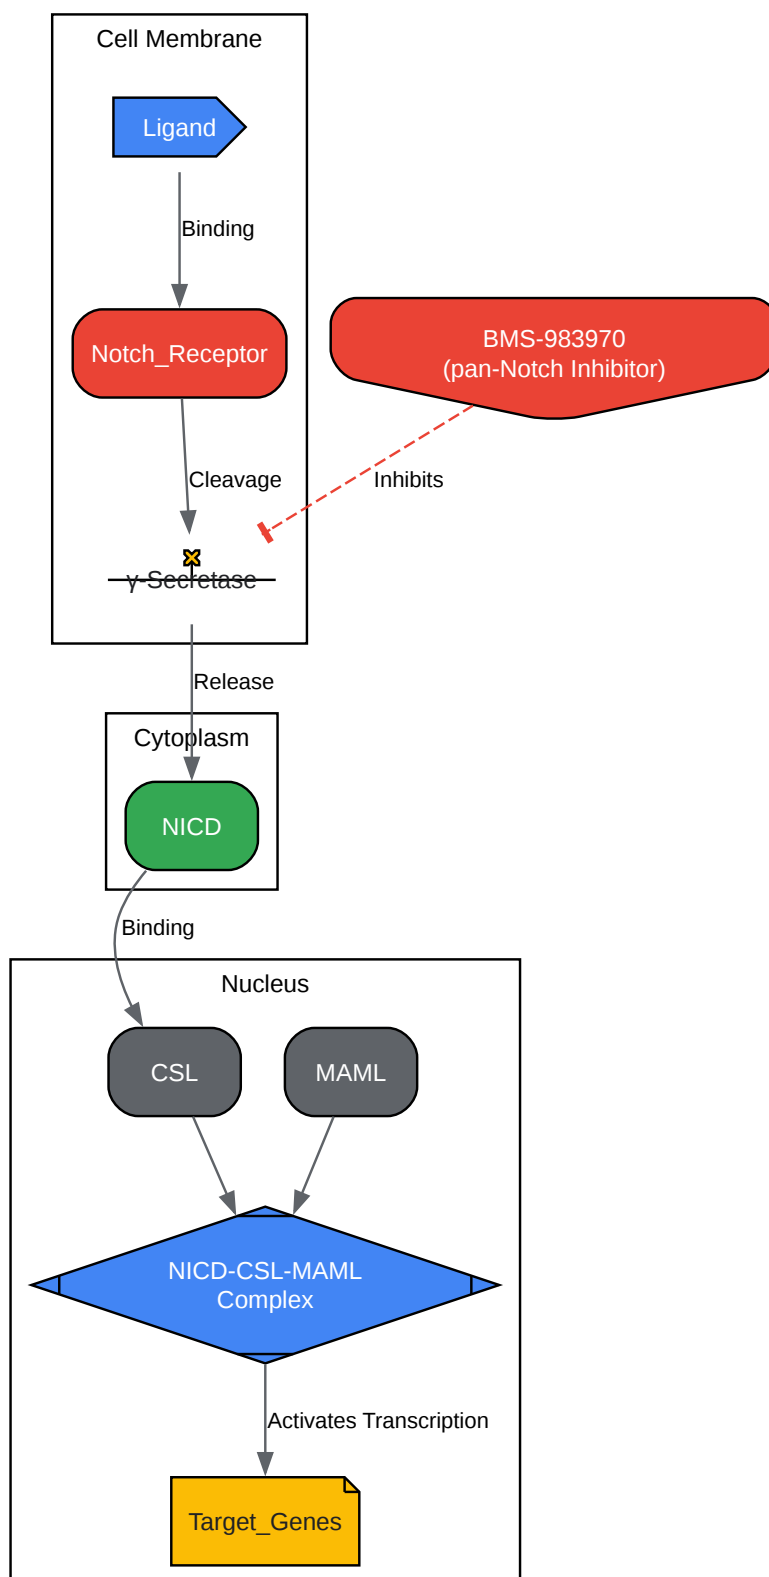 Cell Membrane
Ligand
Binding
Notch_Receptor
BMS-983970
(pan-Notch Inhibitor)
Cleavage
Inhibits
γ-Secretase
Release
Cytoplasm
NICD
Binding
Nucleus
CSL
MAML
NICD-CSL-MAML
Complex
Activates Transcription
Target_Genes